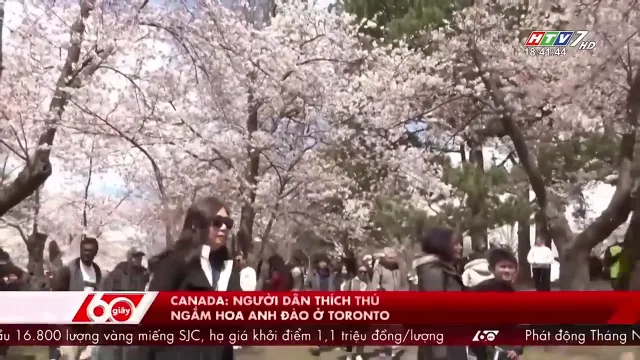 HTV7 HD
18:41:44
60 giây
CANADA: NGƯỜI DÂN THÍCH THÚ
NGẮM HOA ANH ĐÀO Ở TORONTO
16.800 lượng vàng miếng SJC, hạ giá khởi điểm 1,1 triệu đồng/lượng 60 Phát động Tháng